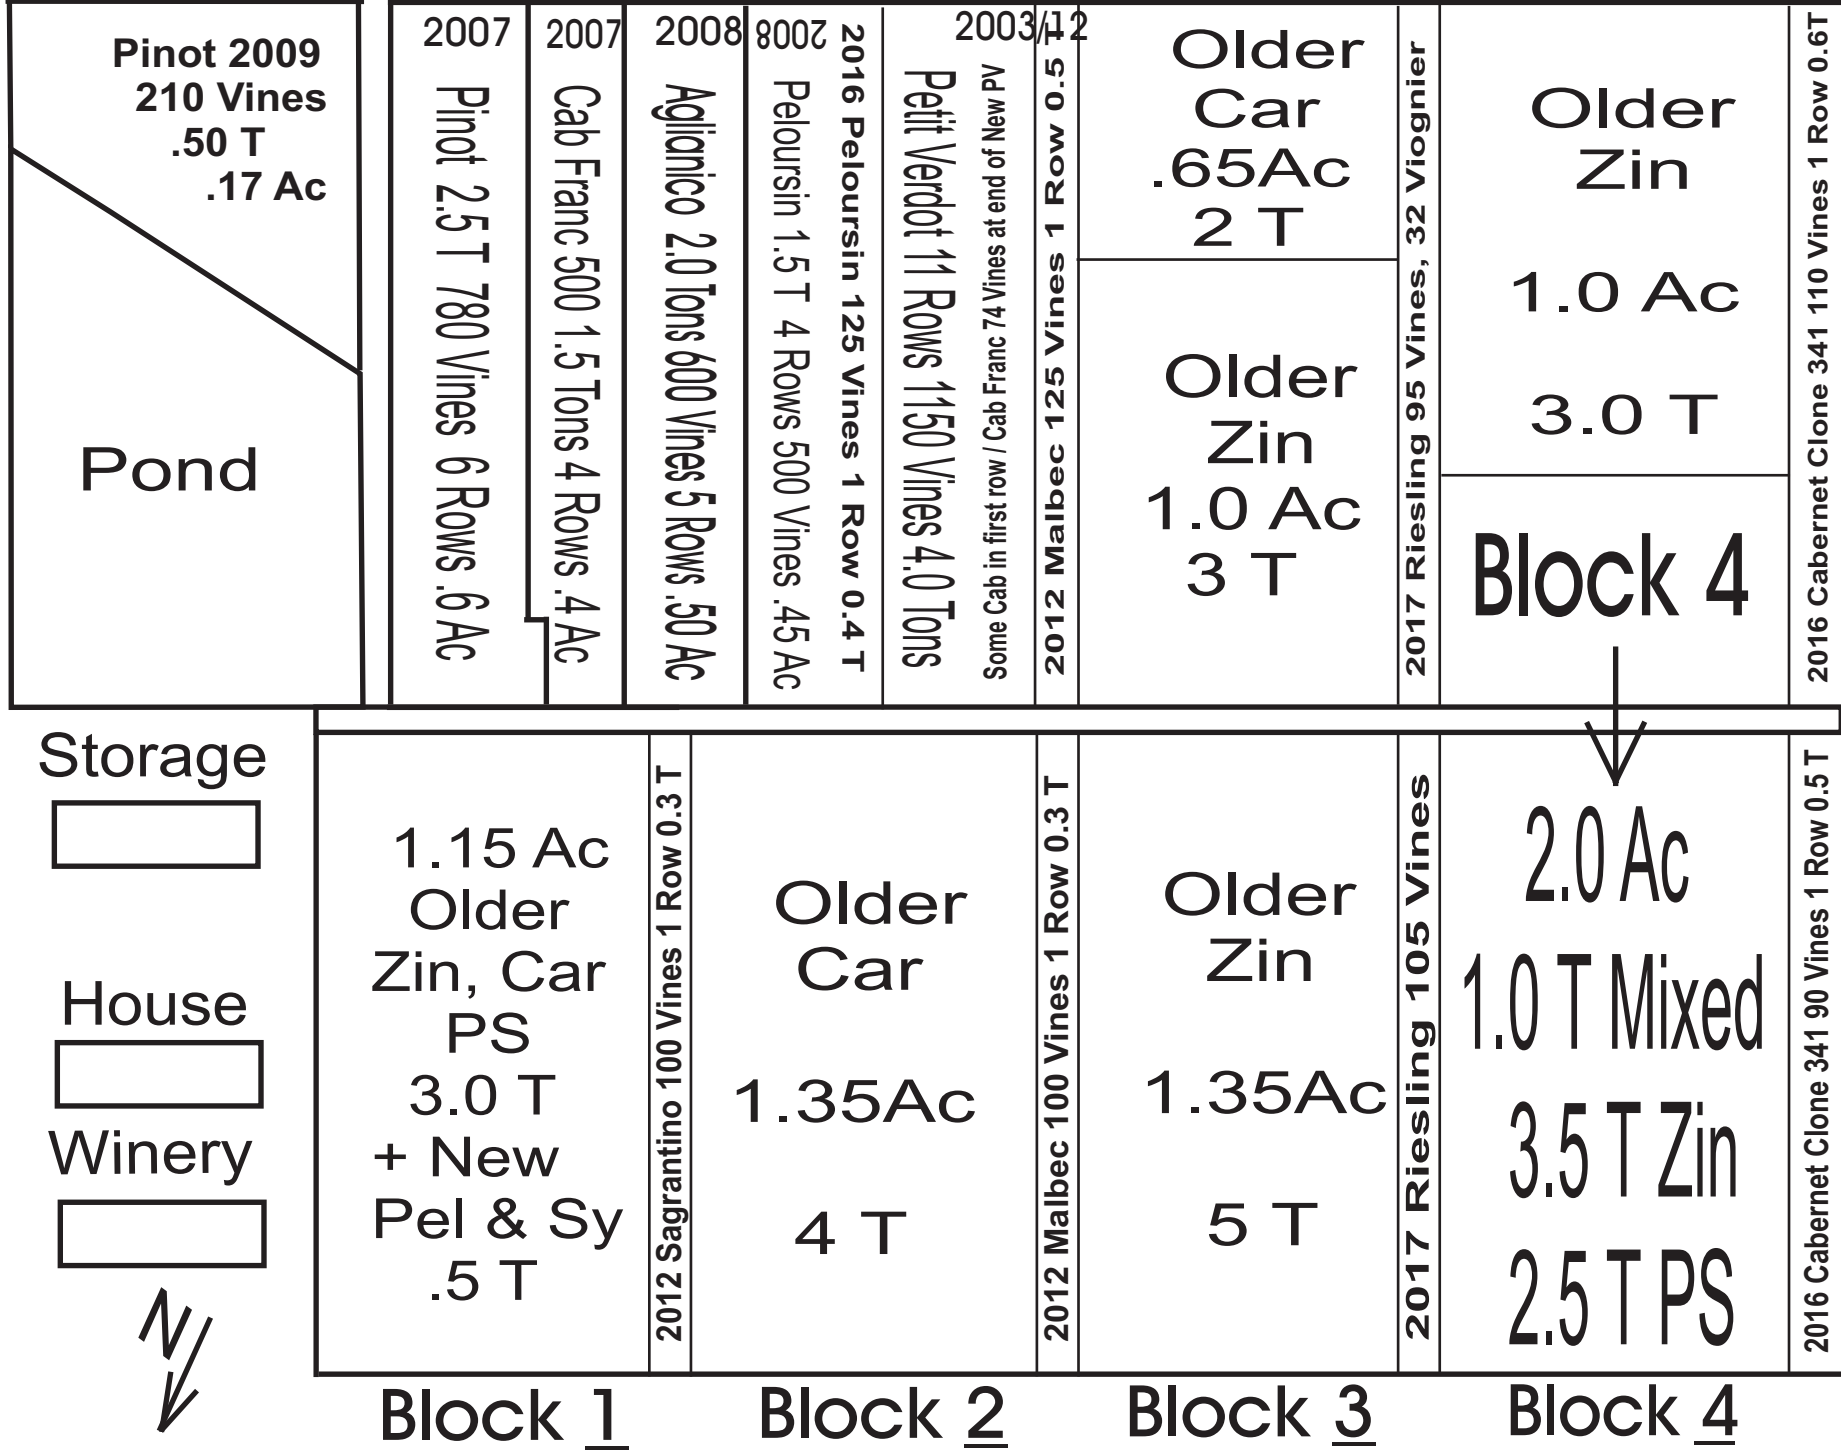 Pinot 2009
210 Vines
.50 T
.17 Ac
Pond
2007
Pinot 2.5 T 780 Vines 6 Rows .6 Ac
2007
Cab Franc 500 1.5 Tons 4 Rows .4 Ac
2008
Aglianico 2.0 Tons 600 Vines 5 Rows .50 Ac
2008
Peloursin 1.5 T 4 Rows 500 Vines .45 Ac
2016 Peloursin 125 Vines 1 Row 0.4 T
2003/12
Petit Verdot 11 Rows 1150 Vines 4.0 Tons
Some Cab in first row / Cab Franc 74 Vines at end of New PV
2012 Malbec 125 Vines 1 Row 0.5 T
Older
Car
.65Ac
2 T
Older
Zin
1.0 Ac
3 T
2017 Riesling 95 Vines, 32 Viognier
Older
Zin
1.0 Ac
3.0 T
Block 4
2016 Cabernet Clone 341 110 Vines 1 Row 0.6T
Storage
House
Winery
N
1.15 Ac
Older
Zin, Car
PS
3.0 T
+ New
Pel & Sy
.5 T
2012 Sagrantino 100 Vines 1 Row 0.3 T
Older
Car
1.35Ac
4 T
2012 Malbec 100 Vines 1 Row 0.3 T
Older
Zin
1.35Ac
5 T
2017 Riesling 105 Vines
2.0 Ac
1.0 T Mixed
3.5 T Zin
2.5 T PS
2016 Cabernet Clone 341 90 Vines 1 Row 0.5 T
Block 1
Block 2
Block 3
Block 4